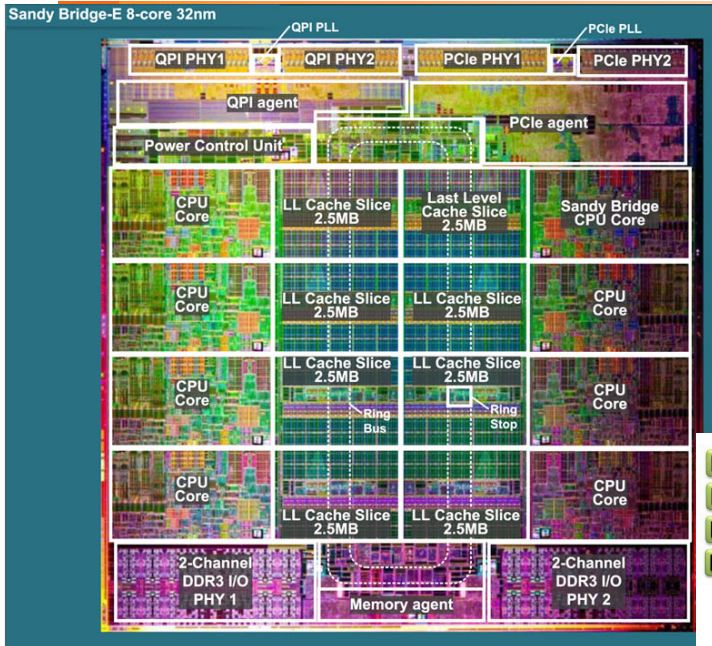 Sandy Bridge-E 8-core 32nm
QPI PLL
PCIe PLL
QPI PHY1
QPI PHY2
PCIe PHY1
PCIe PHY2
QPI agent
PCIe agent
Power Control Unit
CPU
Core
LL Cache Slice
2.5MB
Last Level
Cache Slice
2.5MB
Sandy Bridge
CPU Core
CPU
Core
LL Cache Slice
2.5MB
LL Cache Slice
2.5MB
CPU
Core
CPU
Core
LL Cache Slice
2.5MB
LL Cache Slice
2.5MB
CPU
Core
Ring
Bus
Ring
Stop
CPU
Core
LL Cache Slice
2.5MB
LL Cache Slice
2.5MB
CPU
Core
2-Channel
DDR3 I/O
PHY 1
Memory agent
2-Channel
DDR3 I/O
PHY 2